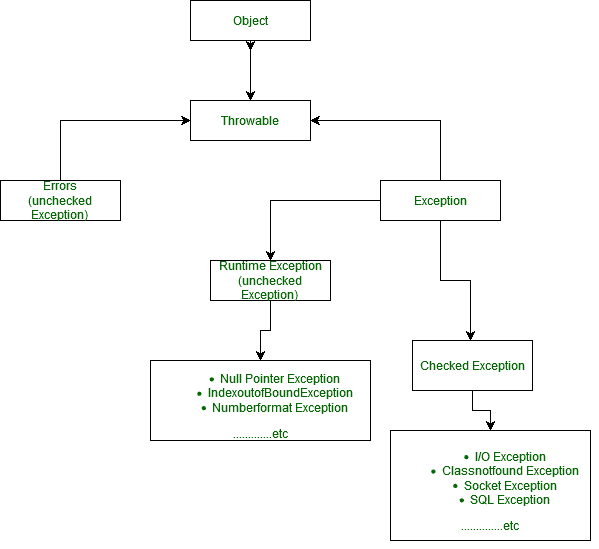 Object
Throwable
Errors
(unchecked
Exception)
Exception
Runtime Exception
(unchecked
Exception)
• Null Pointer Exception
• IndexoutofBoundException
• Numberformat Exception
.............etc
Checked Exception
• I/O Exception
• Classnotfound Exception
• Socket Exception
• SQL Exception
..............etc